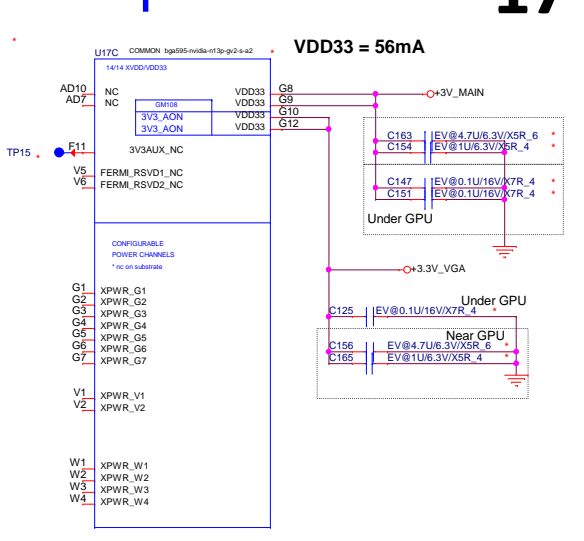 17
*
U17C COMMON bga595-nvidia-n13p-gv2-s-a2 *
VDD33 = 56mA
14/14 XVDD/VDD33
AD10 NC VDD33 G8 +3V_MAIN
AD7 NC GM108 VDD33 G9
3V3_AON VDD33 G10
3V3_AON VDD33 G12
C163 EV@4.7U/6.3V/X5R_6 *
TP15 * F11 3V3AUX_NC C154 EV@1U/6.3V/X5R_4 *
V5 FERMI_RSVD1_NC C147 EV@0.1U/16V/X7R_4 *
V6 FERMI_RSVD2_NC C151 EV@0.1U/16V/X7R_4 *
Under GPU
CONFIGURABLE
POWER CHANNELS
* nc on substrate
+3.3V_VGA
G1 XPWR_G1
G2 XPWR_G2
G3 XPWR_G3
G4 XPWR_G4
G5 XPWR_G5
G6 XPWR_G6
G7 XPWR_G7
Under GPU
C125 EV@0.1U/16V/X7R_4 *
Near GPU
C156 EV@4.7U/6.3V/X5R_6 *
C165 EV@1U/6.3V/X5R_4 *
V1 XPWR_V1
V2 XPWR_V2
W1 XPWR_W1
W2 XPWR_W2
W3 XPWR_W3
W4 XPWR_W4